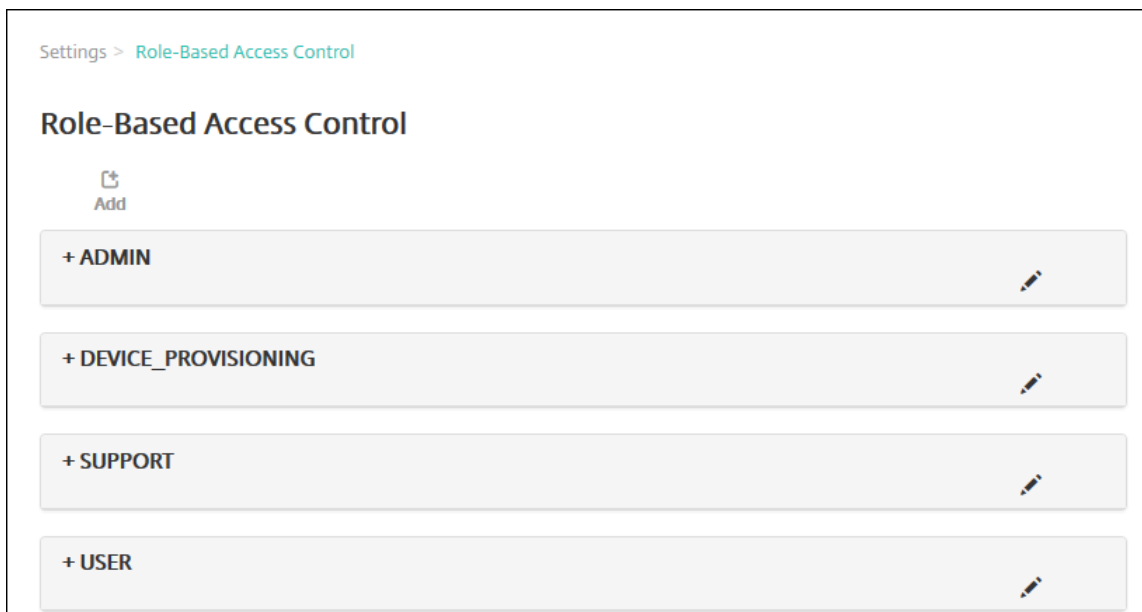 Settings > Role-Based Access Control
Role-Based Access Control
Add
+ ADMIN
+ DEVICE_PROVISIONING
+ SUPPORT
+ USER